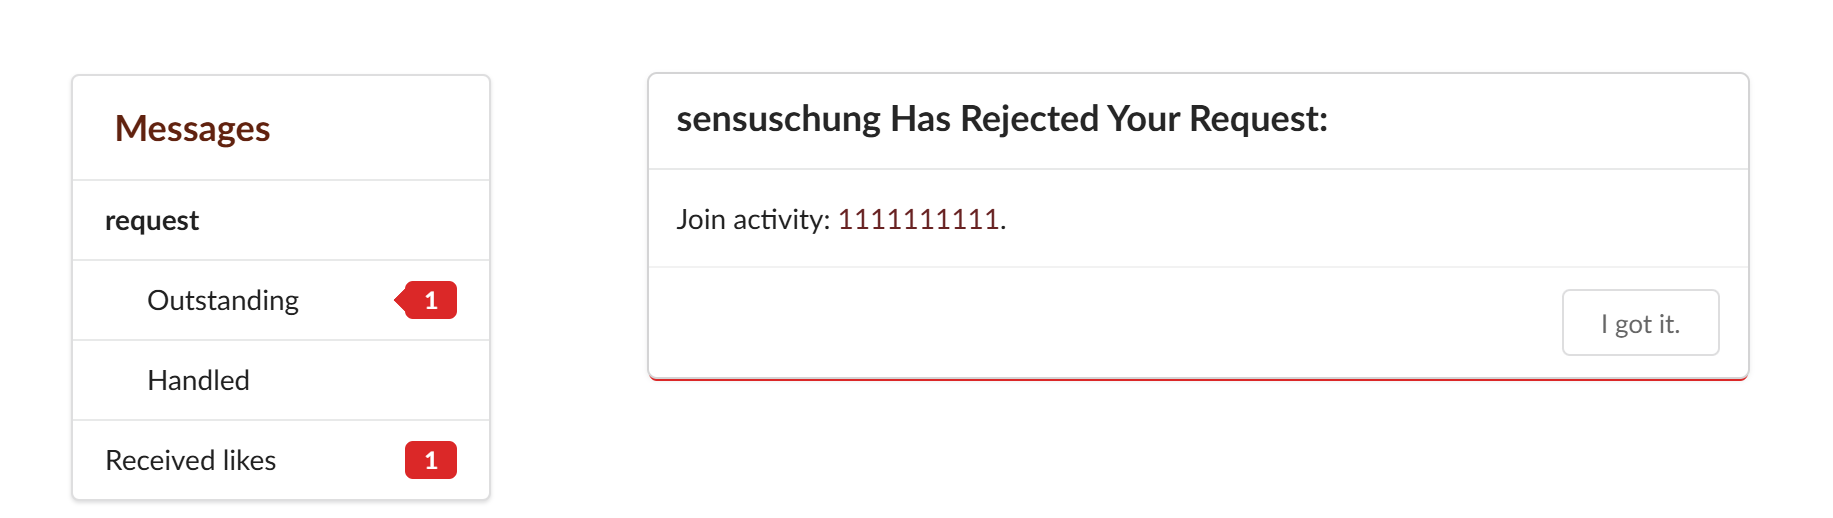 Messages
request
Outstanding 1
Handled
Received likes 1
sensuschung Has Rejected Your Request:
Join activity: 1111111111.
I got it.